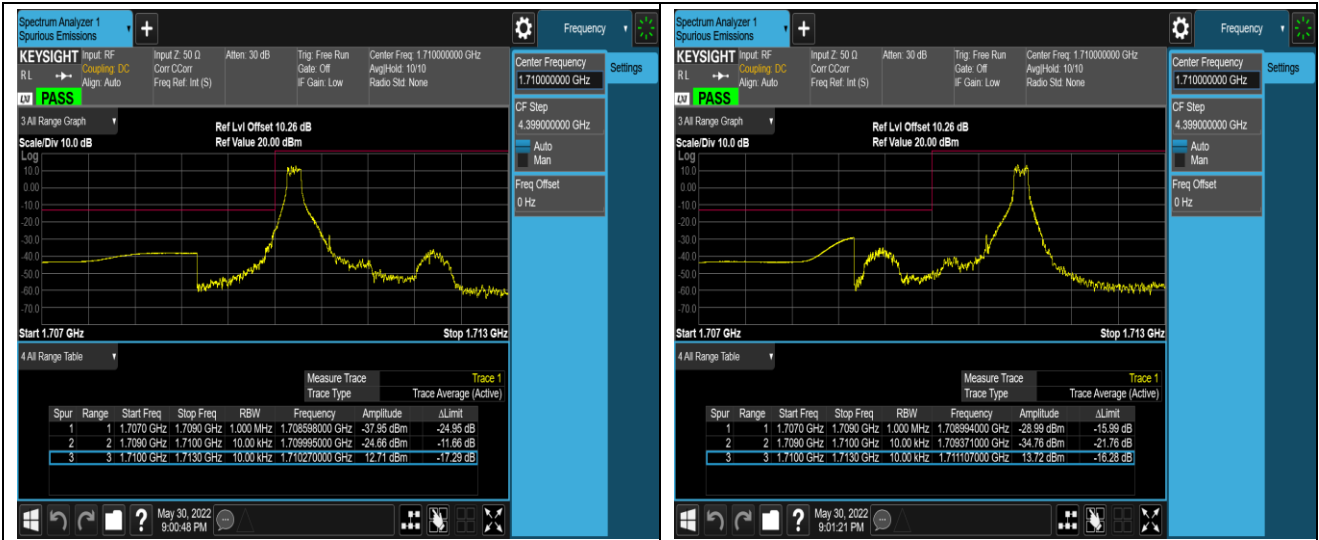 Spectrum Analyzer 1
Spurious Emissions
+
Frequency
KEYSIGHT
Input: RF
Coupling: DC
Align: Auto
Input Z: 50 Ω
Corr CCorr
Freq Ref: Int (S)
Atten: 30 dB
Trig: Free Run
Gate: Off
IF Gain: Low
Center Freq: 1.710000000 GHz
Avg|Hold: 10/10
Radio Std: None
RL
LXI
PASS
Center Frequency
1.710000000 GHz
Settings
CF Step
4.399000000 GHz
Auto
Man
Freq Offset
0 Hz
3 All Range Graph
Ref Lvl Offset 10.26 dB
Scale/Div 10.0 dB
Ref Value 20.00 dBm
Log
10.0
0.00
-10.0
-20.0
-30.0
-40.0
-50.0
-60.0
-70.0
Start 1.707 GHz
Stop 1.713 GHz
4 All Range Table
Measure Trace Trace 1
Trace Type Trace Average (Active)
Spur Range Start Freq Stop Freq RBW Frequency Amplitude ΔLimit
1 1 1.7070 GHz 1.7090 GHz 1.000 MHz 1.708598000 GHz -37.95 dBm -24.95 dB
2 2 1.7090 GHz 1.7100 GHz 10.00 kHz 1.709995000 GHz -24.66 dBm -11.66 dB
3 3 1.7100 GHz 1.7130 GHz 10.00 kHz 1.710270000 GHz 12.71 dBm -17.29 dB
?
May 30, 2022
9:00:48 PM
Spectrum Analyzer 1
Spurious Emissions
+
Frequency
KEYSIGHT
Input: RF
Coupling: DC
Align: Auto
Input Z: 50 Ω
Corr CCorr
Freq Ref: Int (S)
Atten: 30 dB
Trig: Free Run
Gate: Off
IF Gain: Low
Center Freq: 1.710000000 GHz
Avg|Hold: 10/10
Radio Std: None
RL
LXI
PASS
Center Frequency
1.710000000 GHz
Settings
CF Step
4.399000000 GHz
Auto
Man
Freq Offset
0 Hz
3 All Range Graph
Ref Lvl Offset 10.26 dB
Scale/Div 10.0 dB
Ref Value 20.00 dBm
Log
10.0
0.00
-10.0
-20.0
-30.0
-40.0
-50.0
-60.0
-70.0
Start 1.707 GHz
Stop 1.713 GHz
4 All Range Table
Measure Trace Trace 1
Trace Type Trace Average (Active)
Spur Range Start Freq Stop Freq RBW Frequency Amplitude ΔLimit
1 1 1.7070 GHz 1.7090 GHz 1.000 MHz 1.708994000 GHz -28.99 dBm -15.99 dB
2 2 1.7090 GHz 1.7100 GHz 10.00 kHz 1.709371000 GHz -34.76 dBm -21.76 dB
3 3 1.7100 GHz 1.7130 GHz 10.00 kHz 1.711107000 GHz 13.72 dBm -16.28 dB
?
May 30, 2022
9:01:21 PM